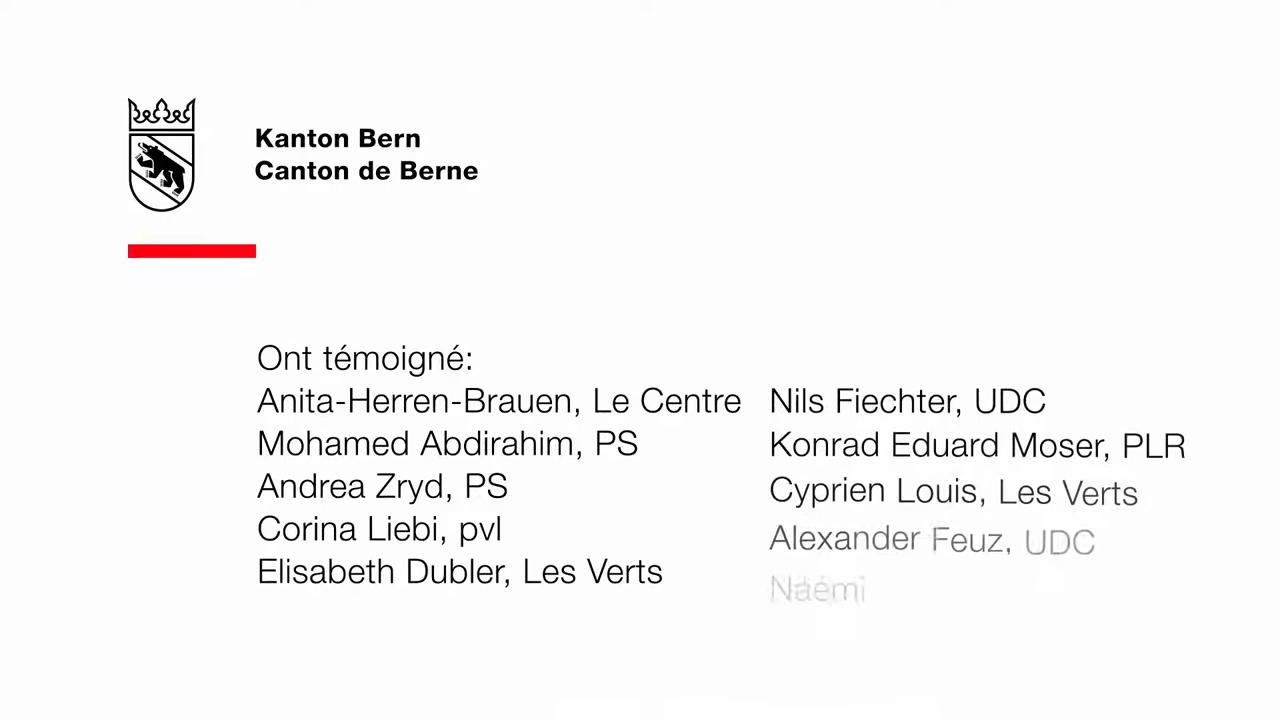 Kanton Bern
Canton de Berne
Ont témoigné:
Anita-Herren-Brauen, Le Centre
Mohamed Abdirahim, PS
Andrea Zryd, PS
Corina Liebi, pvl
Elisabeth Dubler, Les Verts
Nils Fiechter, UDC
Konrad Eduard Moser, PLR
Cyprien Louis, Les Verts
Alexander Feuz, UDC